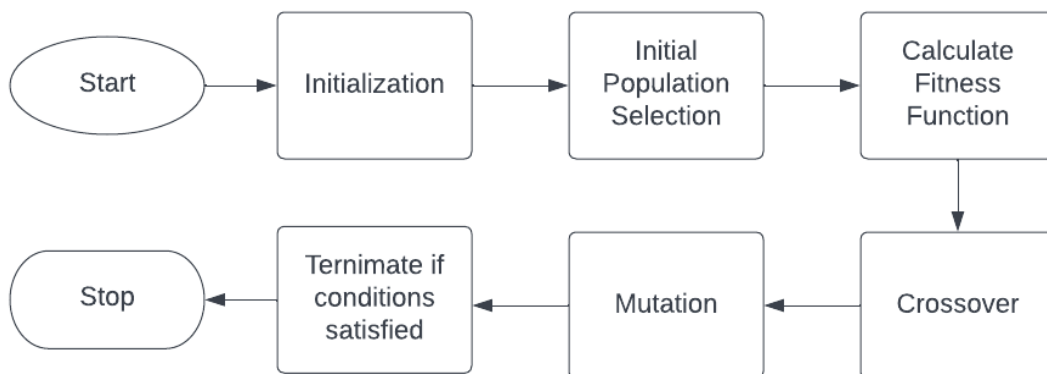 Start
Initialization
Initial
Population
Selection
Calculate
Fitness
Function
Crossover
Mutation
Ternimate if
conditions
satisfied
Stop